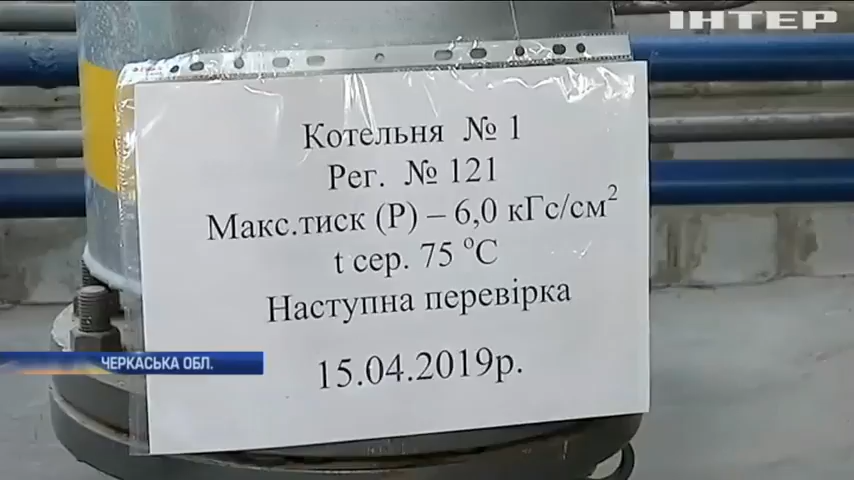 ІНТЕР
Котельня № 1
Рег. № 121
Макс.тиск (Р) – 6,0 кГс/см²
t сер. 75 ºС
Наступна перевірка
15.04.2019р.
ЧЕРКАСЬКА ОБЛ.